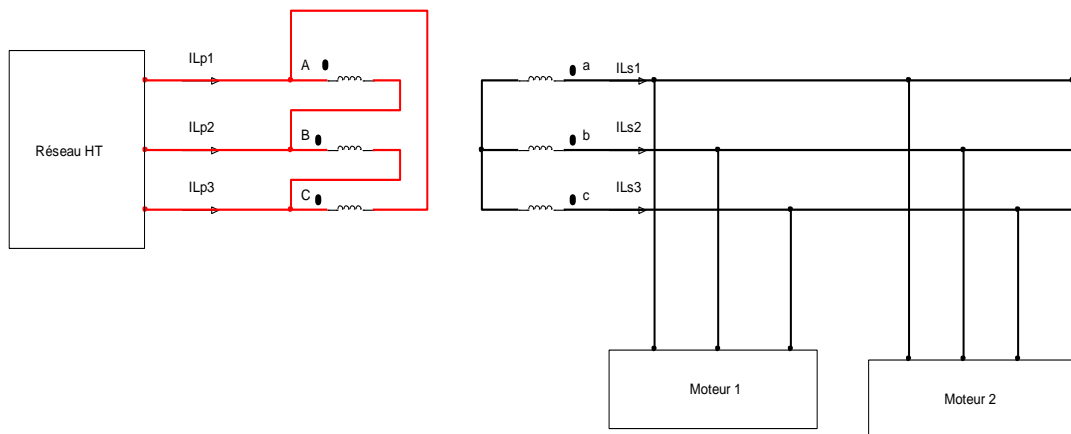 ILp1
A
a
ILs1
ILp2
B
b
ILs2
Réseau HT
ILp3
C
c
ILs3
Moteur 1
Moteur 2